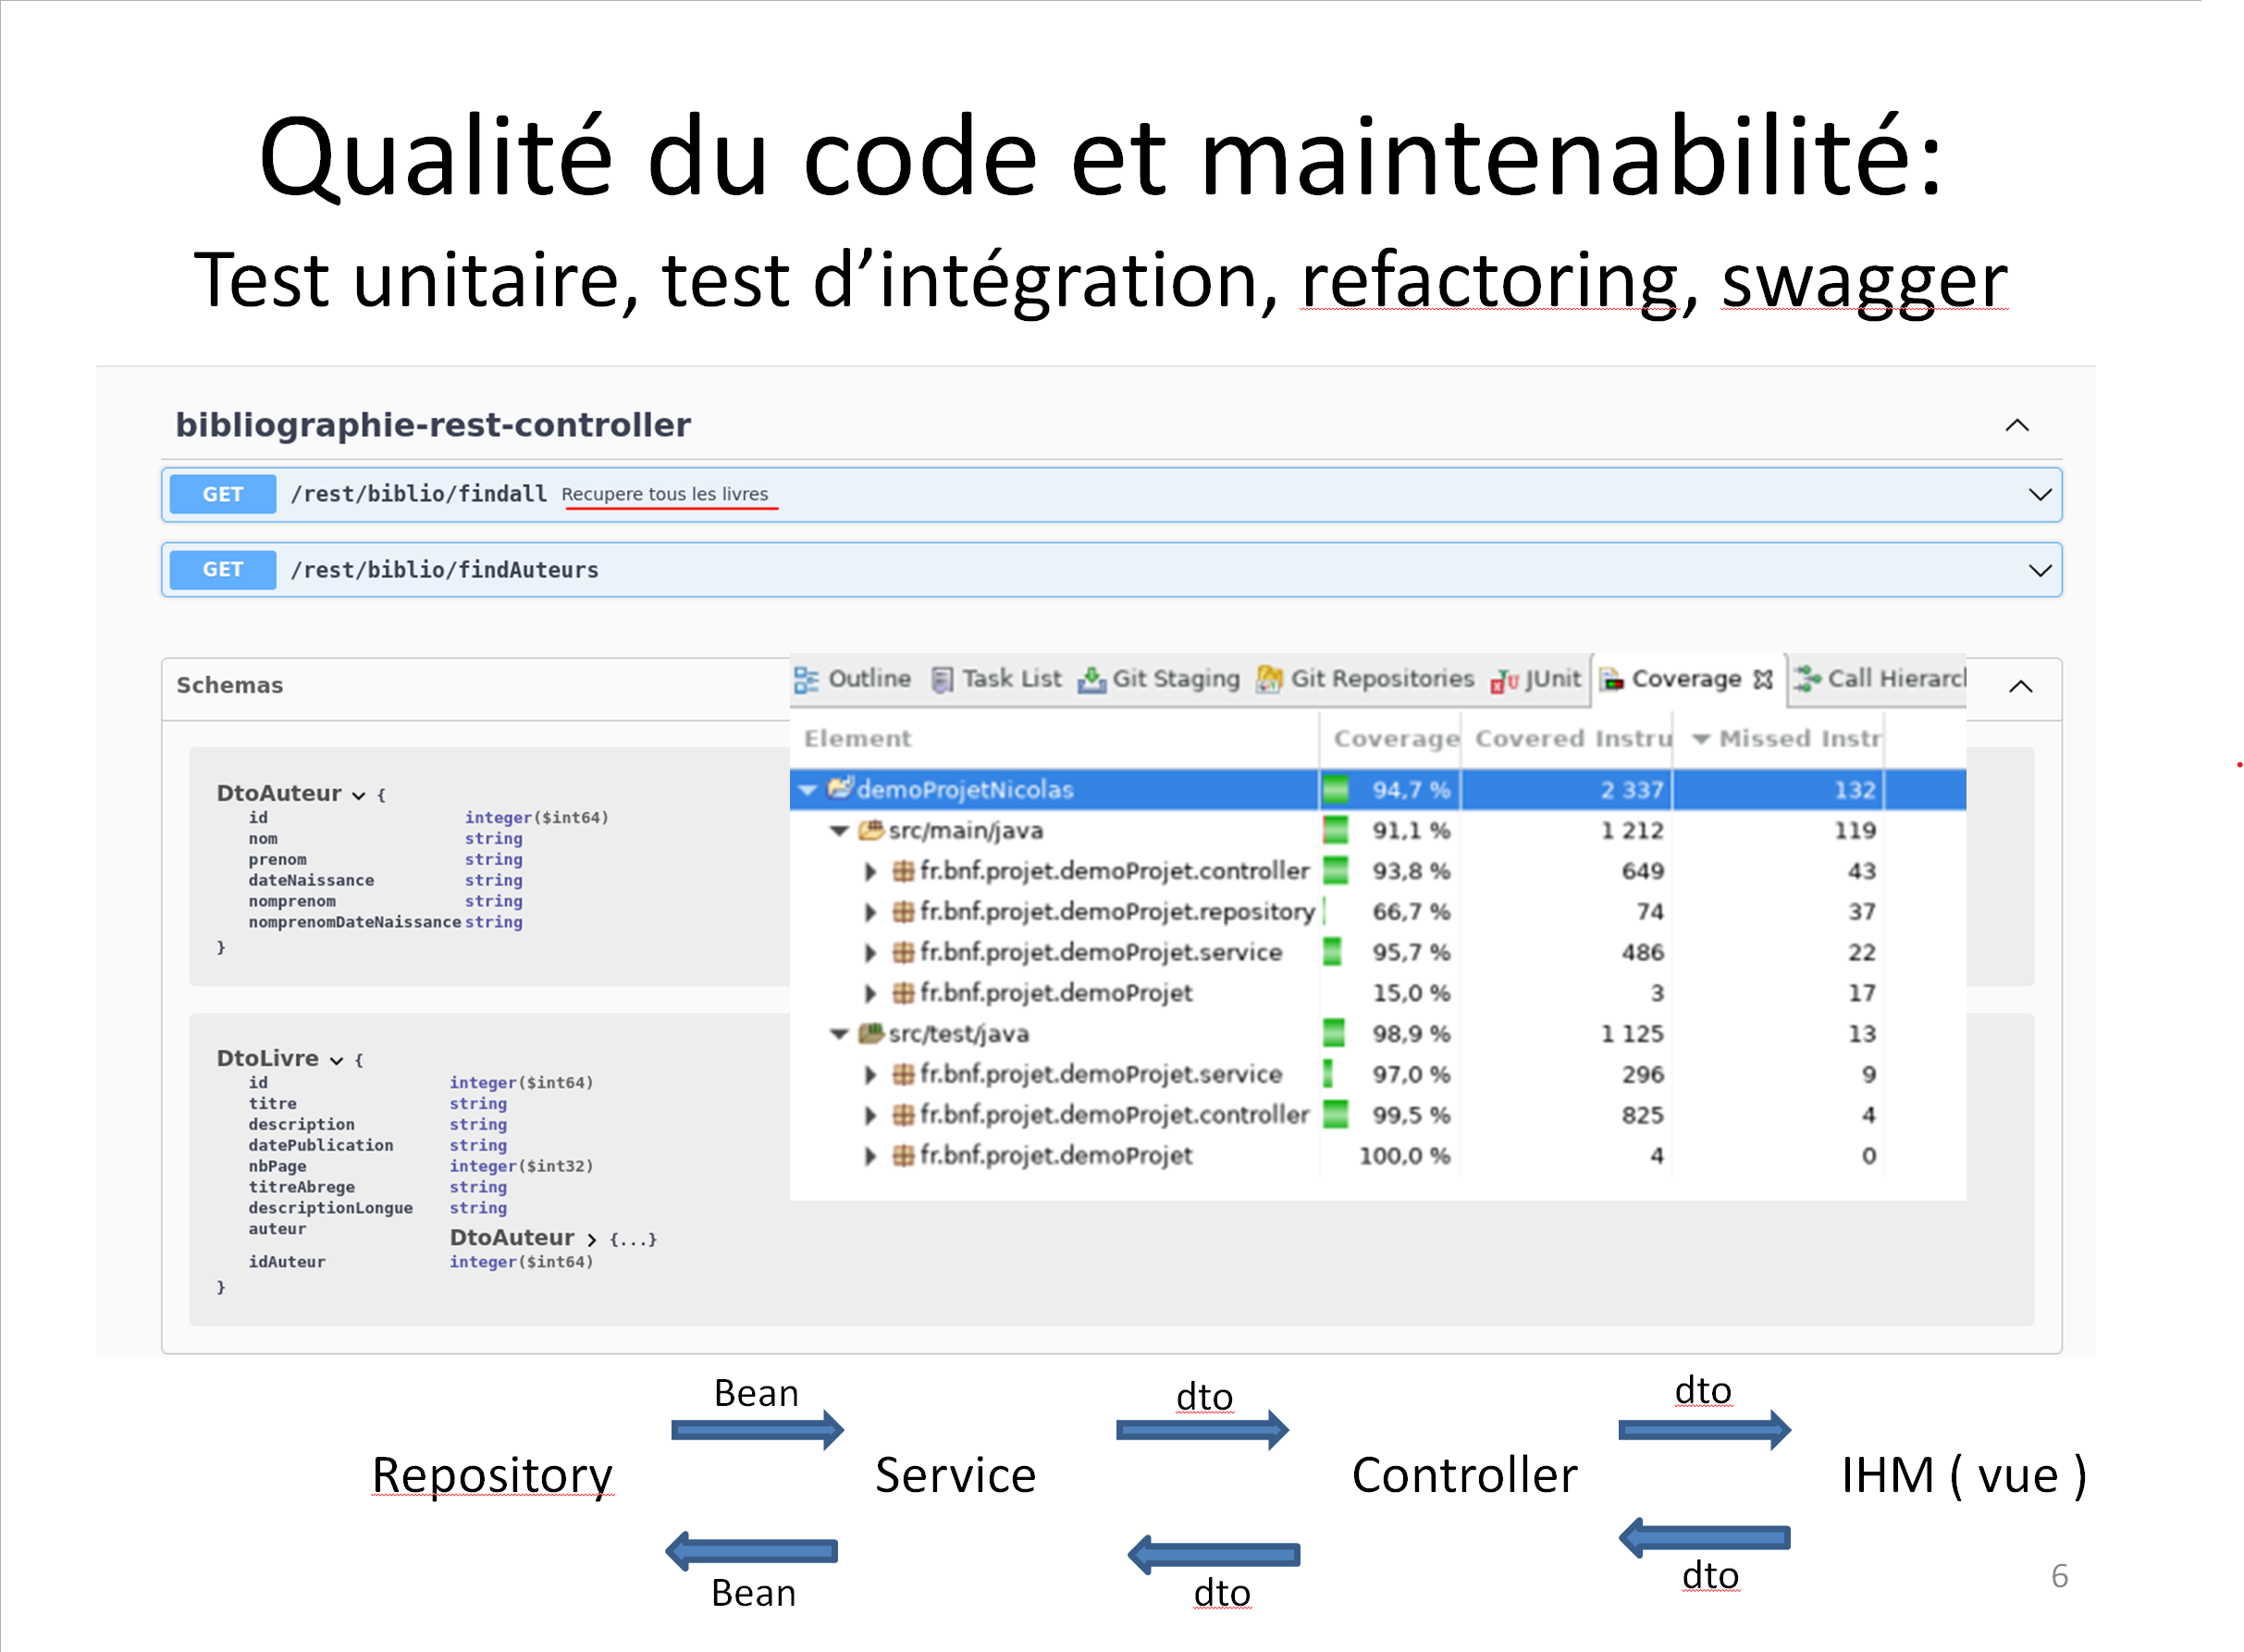 Qualité du code et maintenabilité:
Test unitaire, test d’intégration, refactoring, swagger
bibliographie-rest-controller
GET /rest/biblio/findall Recupere tous les livres
GET /rest/biblio/findAuteurs
Schemas
DtoAuteur {
id integer($int64)
nom string
prenom string
dateNaissance string
nomprenom string
nomprenomDateNaissance string
}
DtoLivre {
id integer($int64)
titre string
description string
datePublication string
nbPage integer($int32)
titreAbrege string
descriptionLongue string
auteur DtoAuteur > {...}
idAuteur integer($int64)
}
Outline Task List Git Staging Git Repositories JUnit Coverage Call Hierarcl
Element Coverage Covered Instru Missed Instr
demoProjetNicolas 94,7 % 2 337 132
src/main/java 91,1 % 1 212 119
fr.bnf.projet.demoProjet.controller 93,8 % 649 43
fr.bnf.projet.demoProjet.repository 66,7 % 74 37
fr.bnf.projet.demoProjet.service 95,7 % 486 22
fr.bnf.projet.demoProjet 15,0 % 3 17
src/test/java 98,9 % 1 125 13
fr.bnf.projet.demoProjet.service 97,0 % 296 9
fr.bnf.projet.demoProjet.controller 99,5 % 825 4
fr.bnf.projet.demoProjet 100,0 % 4 0
Bean dto dto
Repository Service Controller IHM ( vue )
Bean dto dto
6